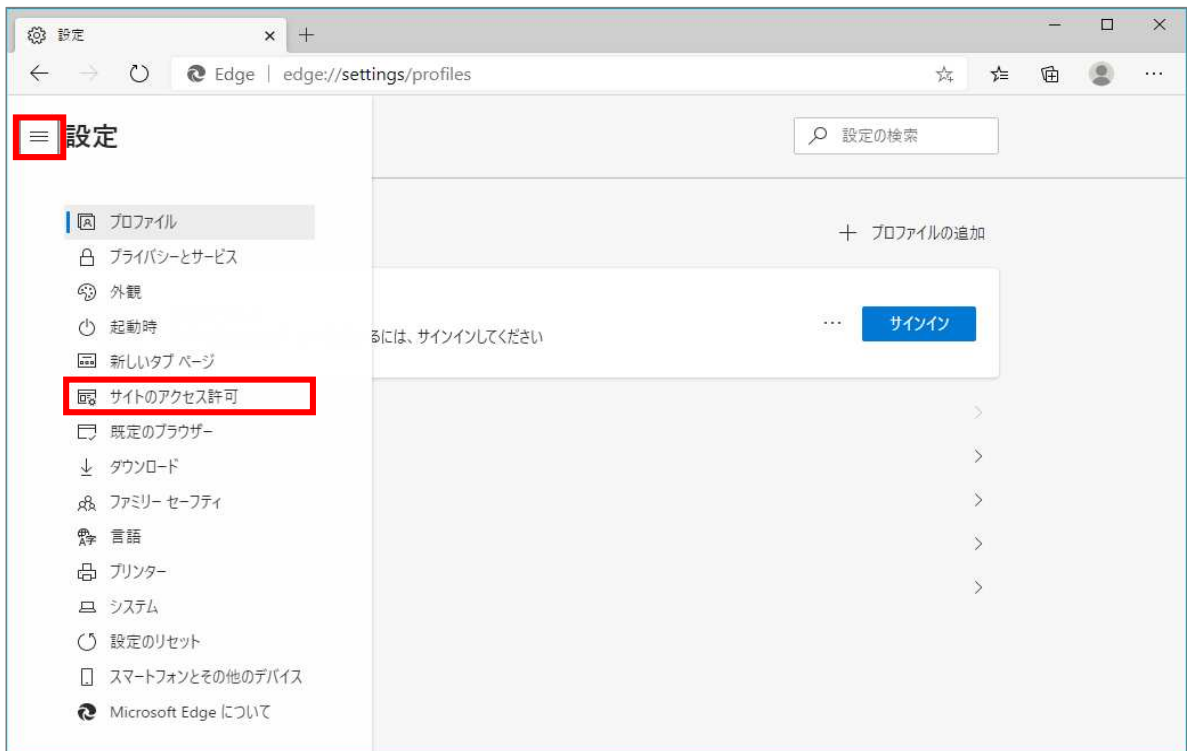 設定
Edge | edge://settings/profiles
設定
設定の検索
プロファイル
プライバシーとサービス
外観
起動時
新しいタブ ページ
サイトのアクセス許可
既定のブラウザー
ダウンロード
ファミリー セーフティ
言語
プリンター
システム
設定のリセット
スマートフォンとその他のデバイス
Microsoft Edge について
プロファイルの追加
るには、サインインしてください
サインイン